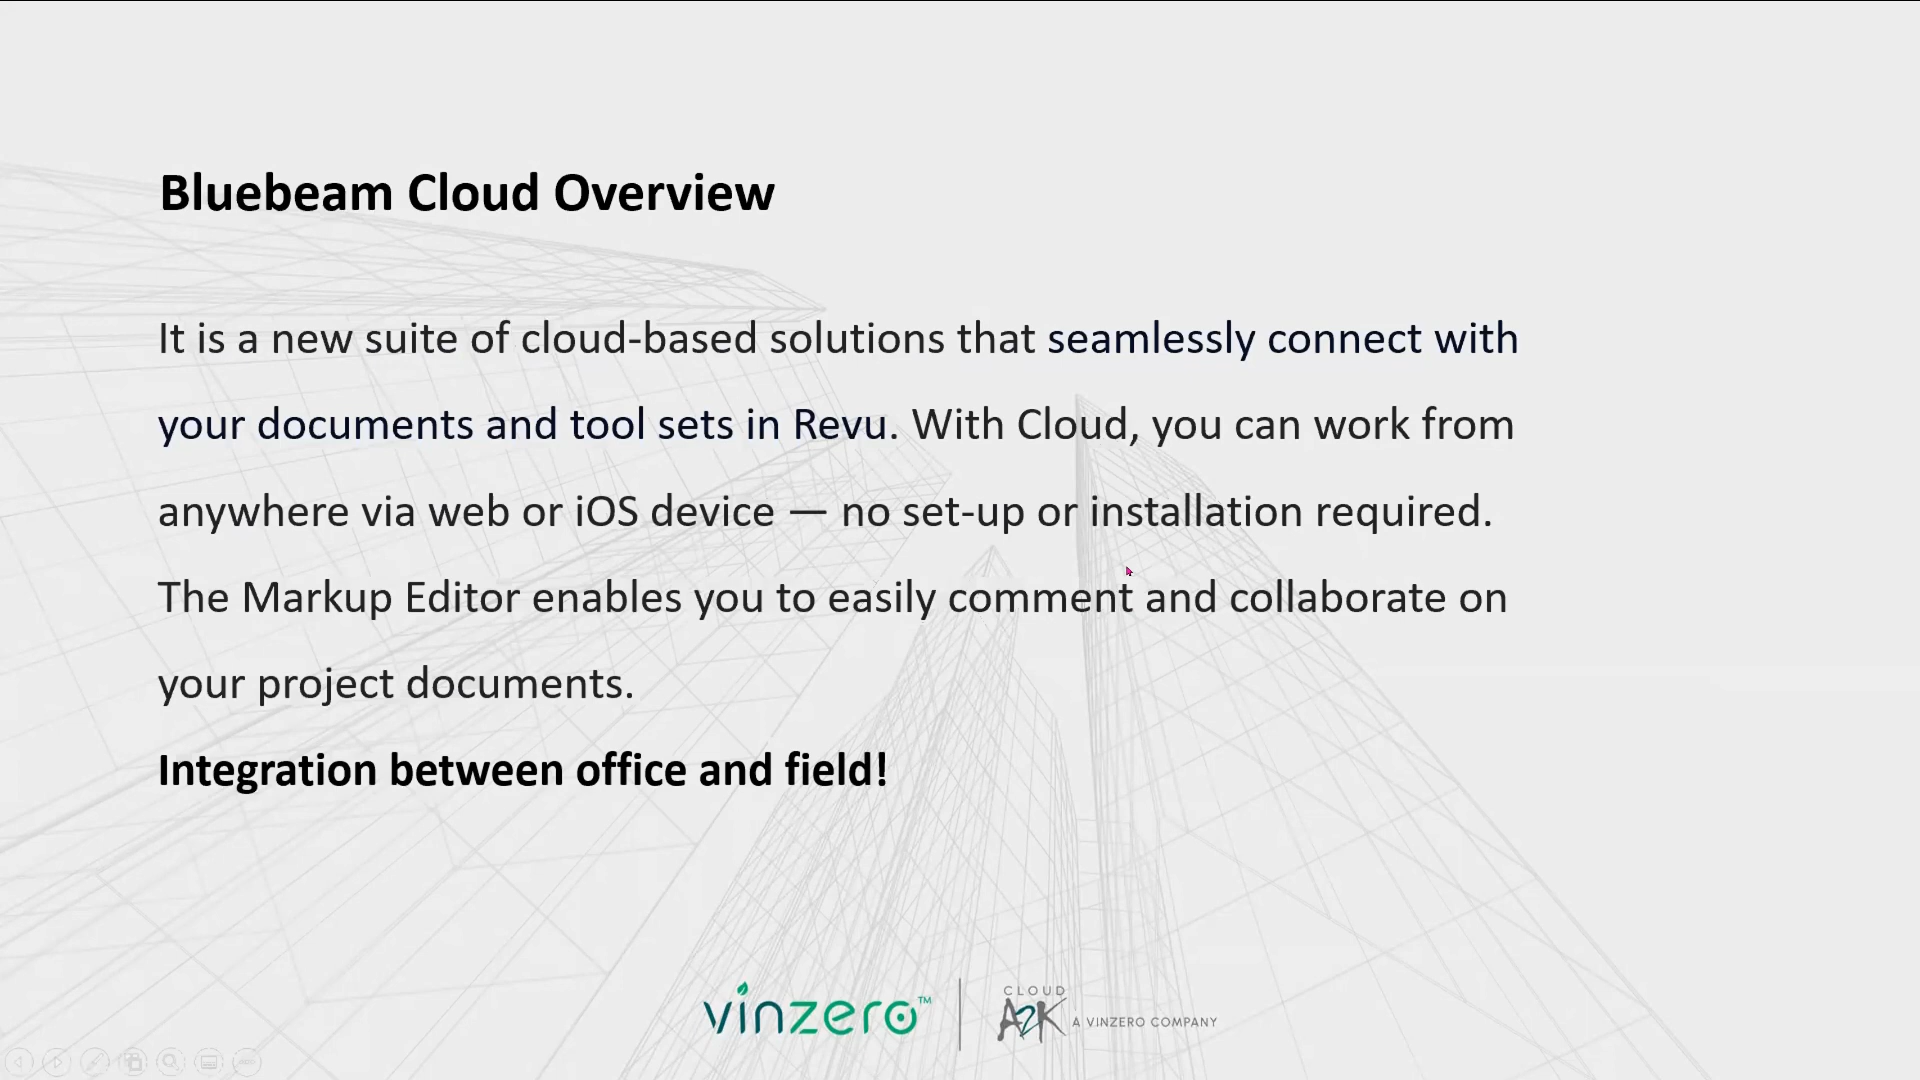 Bluebeam Cloud Overview
It is a new suite of cloud-based solutions that seamlessly connect with
your documents and tool sets in Revu. With Cloud, you can work from
anywhere via web or iOS device — no set-up or installation required.
The Markup Editor enables you to easily comment and collaborate on
your project documents.
Integration between office and field!
vinzero™
CLOUD
A2K A VINZERO COMPANY